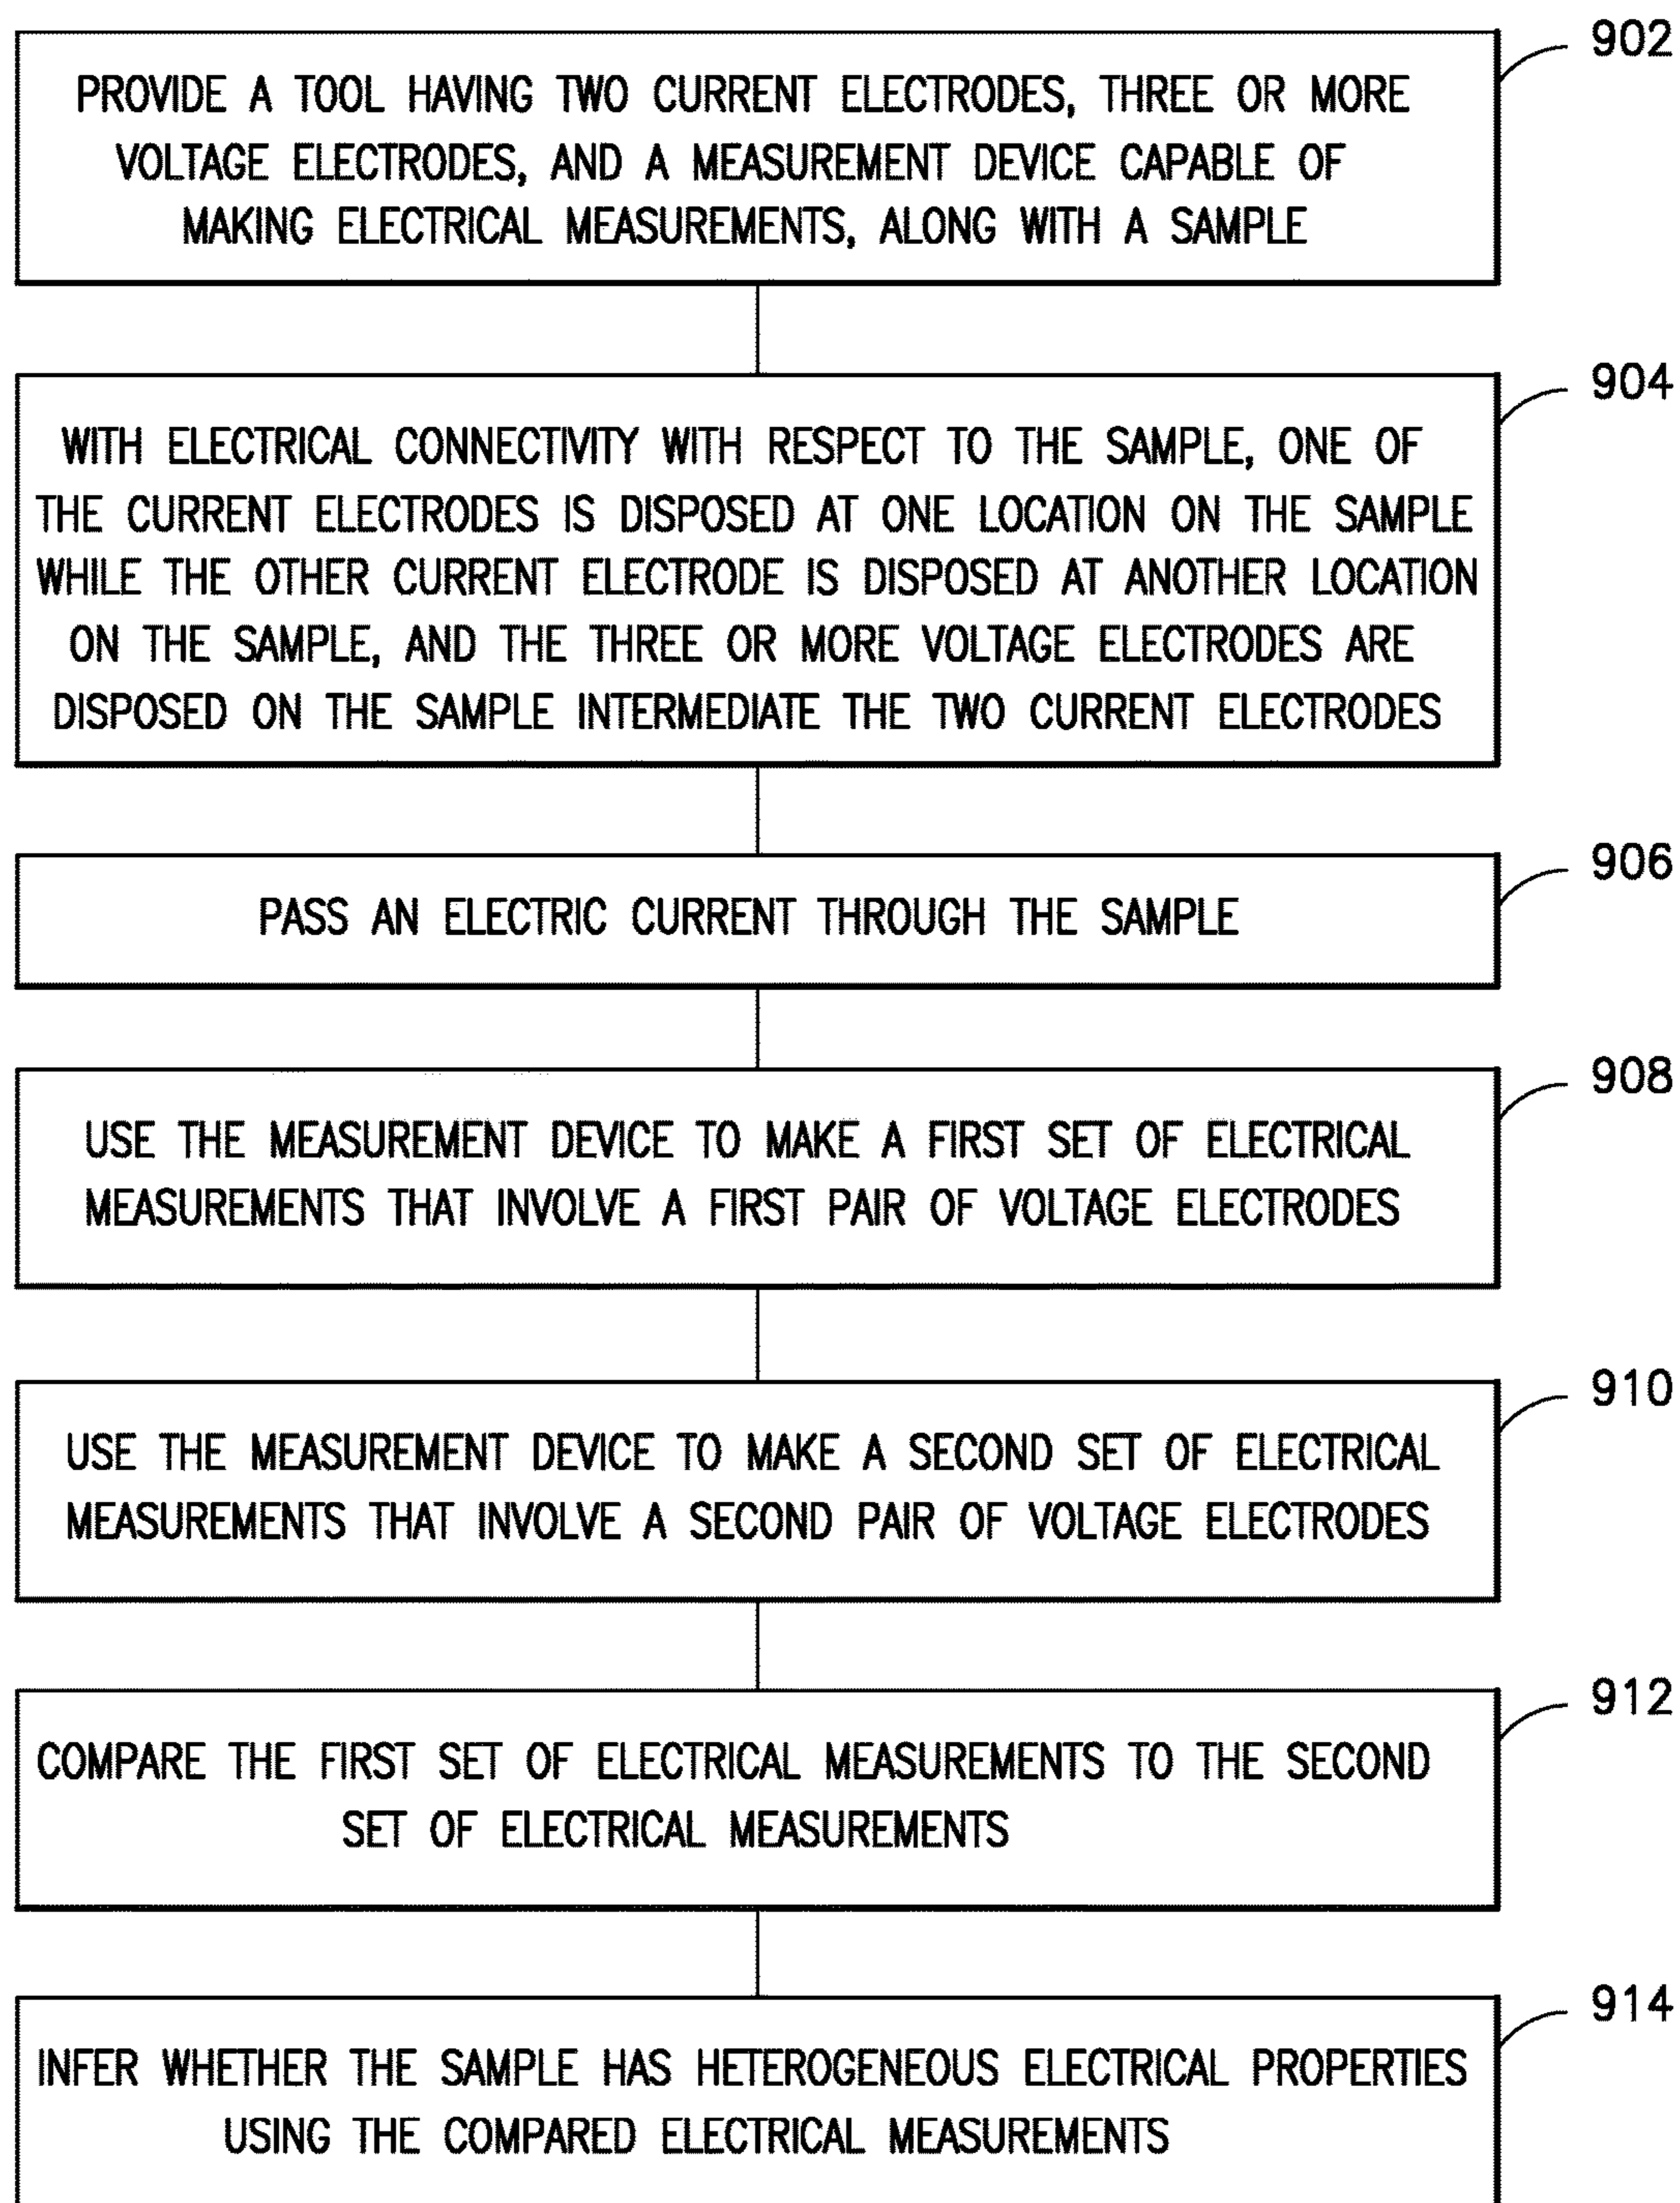 902
PROVIDE A TOOL HAVING TWO CURRENT ELECTRODES, THREE OR MORE
VOLTAGE ELECTRODES, AND A MEASUREMENT DEVICE CAPABLE OF
MAKING ELECTRICAL MEASUREMENTS, ALONG WITH A SAMPLE
904
WITH ELECTRICAL CONNECTIVITY WITH RESPECT TO THE SAMPLE, ONE OF
THE CURRENT ELECTRODES IS DISPOSED AT ONE LOCATION ON THE SAMPLE
WHILE THE OTHER CURRENT ELECTRODE IS DISPOSED AT ANOTHER LOCATION
ON THE SAMPLE, AND THE THREE OR MORE VOLTAGE ELECTRODES ARE
DISPOSED ON THE SAMPLE INTERMEDIATE THE TWO CURRENT ELECTRODES
906
PASS AN ELECTRIC CURRENT THROUGH THE SAMPLE
908
USE THE MEASUREMENT DEVICE TO MAKE A FIRST SET OF ELECTRICAL
MEASUREMENTS THAT INVOLVE A FIRST PAIR OF VOLTAGE ELECTRODES
910
USE THE MEASUREMENT DEVICE TO MAKE A SECOND SET OF ELECTRICAL
MEASUREMENTS THAT INVOLVE A SECOND PAIR OF VOLTAGE ELECTRODES
912
COMPARE THE FIRST SET OF ELECTRICAL MEASUREMENTS TO THE SECOND
SET OF ELECTRICAL MEASUREMENTS
914
INFER WHETHER THE SAMPLE HAS HETEROGENEOUS ELECTRICAL PROPERTIES
USING THE COMPARED ELECTRICAL MEASUREMENTS